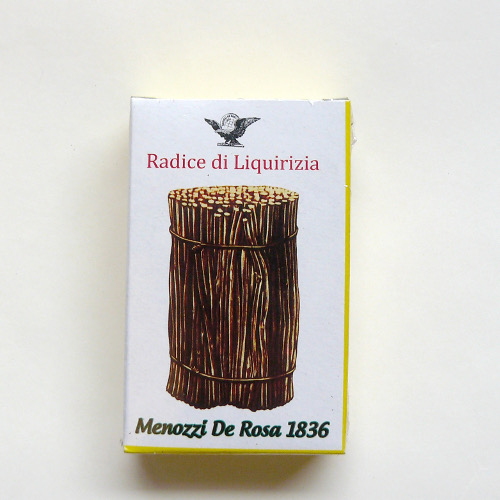 Radice di Liquirizia
Menozzi De Rosa 1836